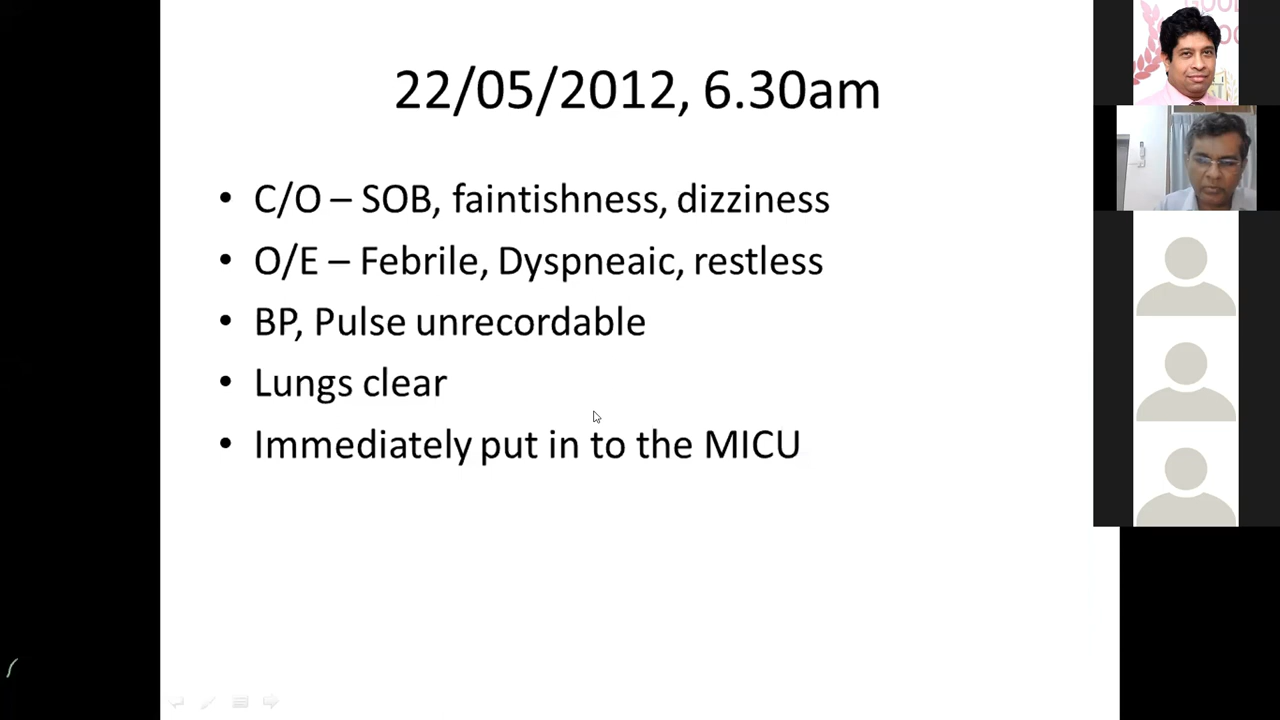 22/05/2012, 6.30am
• C/O – SOB, faintishness, dizziness
• O/E – Febrile, Dyspneaic, restless
• BP, Pulse unrecordable
• Lungs clear
• Immediately put in to the MICU